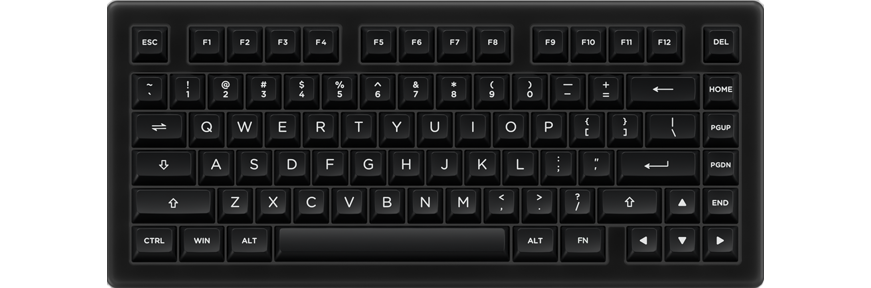 ESC F1 F2 F3 F4 F5 F6 F7 F8 F9 F10 F11 F12 DEL
~ ! @ # $ % ^ & * ( ) — +
` 1 2 3 4 5 6 7 8 9 0 - = ← HOME
⇌ Q W E R T Y U I O P { } | PGUP
[ ] \
⇩ A S D F G H J K L : " ↵ PGDN
; '
⇧ Z X C V B N M < > ? ⇧ ▲ END
, . /
CTRL WIN ALT ALT FN ◀ ▼ ▶